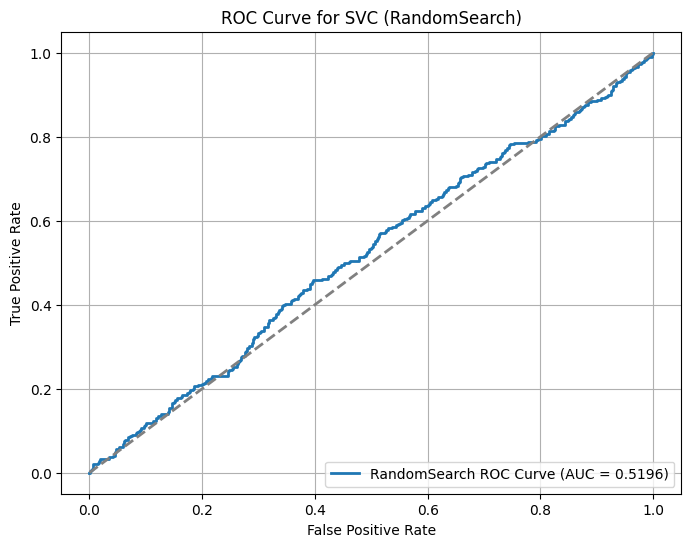 ROC Curve for SVC (RandomSearch)
True Positive Rate
1.0
0.8
0.6
0.4
0.2
0.0
RandomSearch ROC Curve (AUC = 0.5196)
0.0 0.2 0.4 0.6 0.8 1.0
False Positive Rate